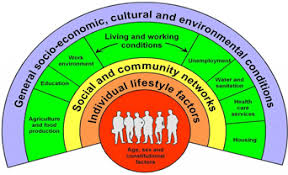 General socio-economic, cultural and environmental conditions
Living and working
conditions
Agriculture
and food
production
Education
Work
environment
Unemployment
Water and
sanitation
Health
care
services
Housing
Social and community networks
Individual lifestyle factors
Age, sex and
constitutional
factors